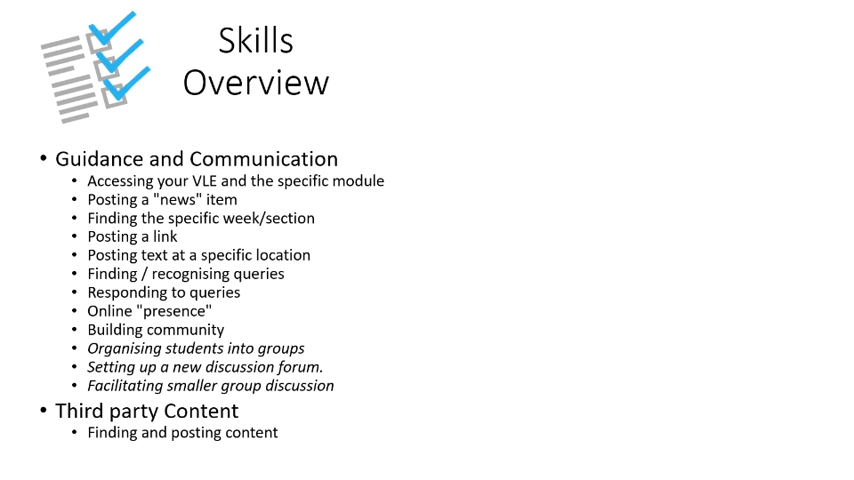 Skills
Overview
• Guidance and Communication
• Accessing your VLE and the specific module
• Posting a "news" item
• Finding the specific week/section
• Posting a link
• Posting text at a specific location
• Finding / recognising queries
• Responding to queries
• Online "presence"
• Building community
• Organising students into groups
• Setting up a new discussion forum.
• Facilitating smaller group discussion
• Third party Content
• Finding and posting content